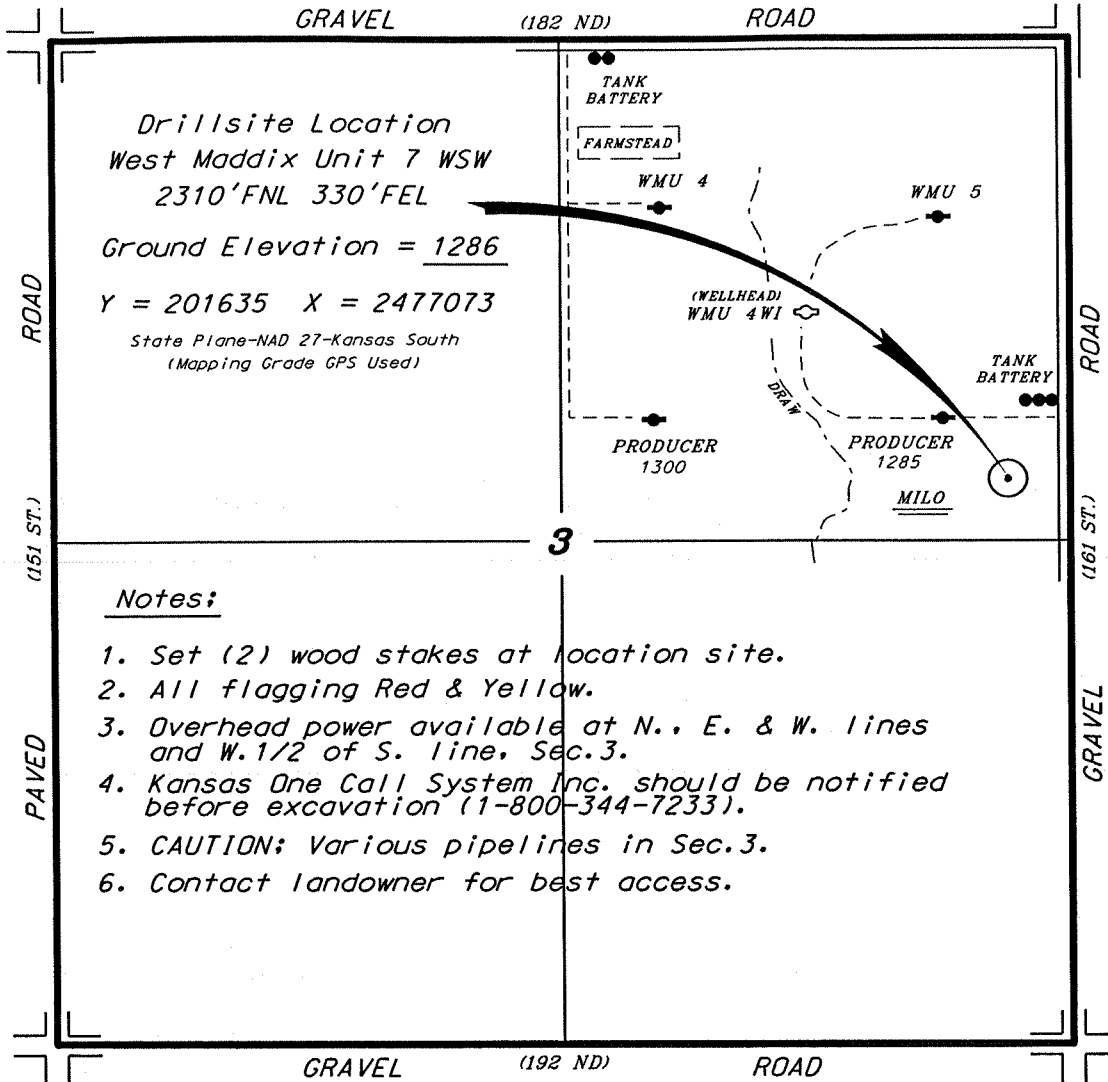 GRAVEL (182 ND) ROAD
TANK
BATTERY
FARMSTEAD
Drillsite Location
West Maddix Unit 7 WSW
2310'FNL 330'FEL
Ground Elevation = 1286
Y = 201635 X = 2477073
State Plane-NAD 27-Kansas South
(Mapping Grade GPS Used)
WMU 4
WMU 5
(WELLHEAD)
WMU 4WI
DRAW
TANK
BATTERY
PRODUCER
1300
PRODUCER
1285
MILO
3
PAVED (151 ST.) ROAD
GRAVEL (161 ST.) ROAD
Notes:
1. Set (2) wood stakes at location site.
2. All flagging Red & Yellow.
3. Overhead power available at N., E. & W. lines
and W.1/2 of S. line, Sec.3.
4. Kansas One Call System Inc. should be notified
before excavation (1-800-344-7233).
5. CAUTION: Various pipelines in Sec.3.
6. Contact landowner for best access.
GRAVEL (192 ND) ROAD